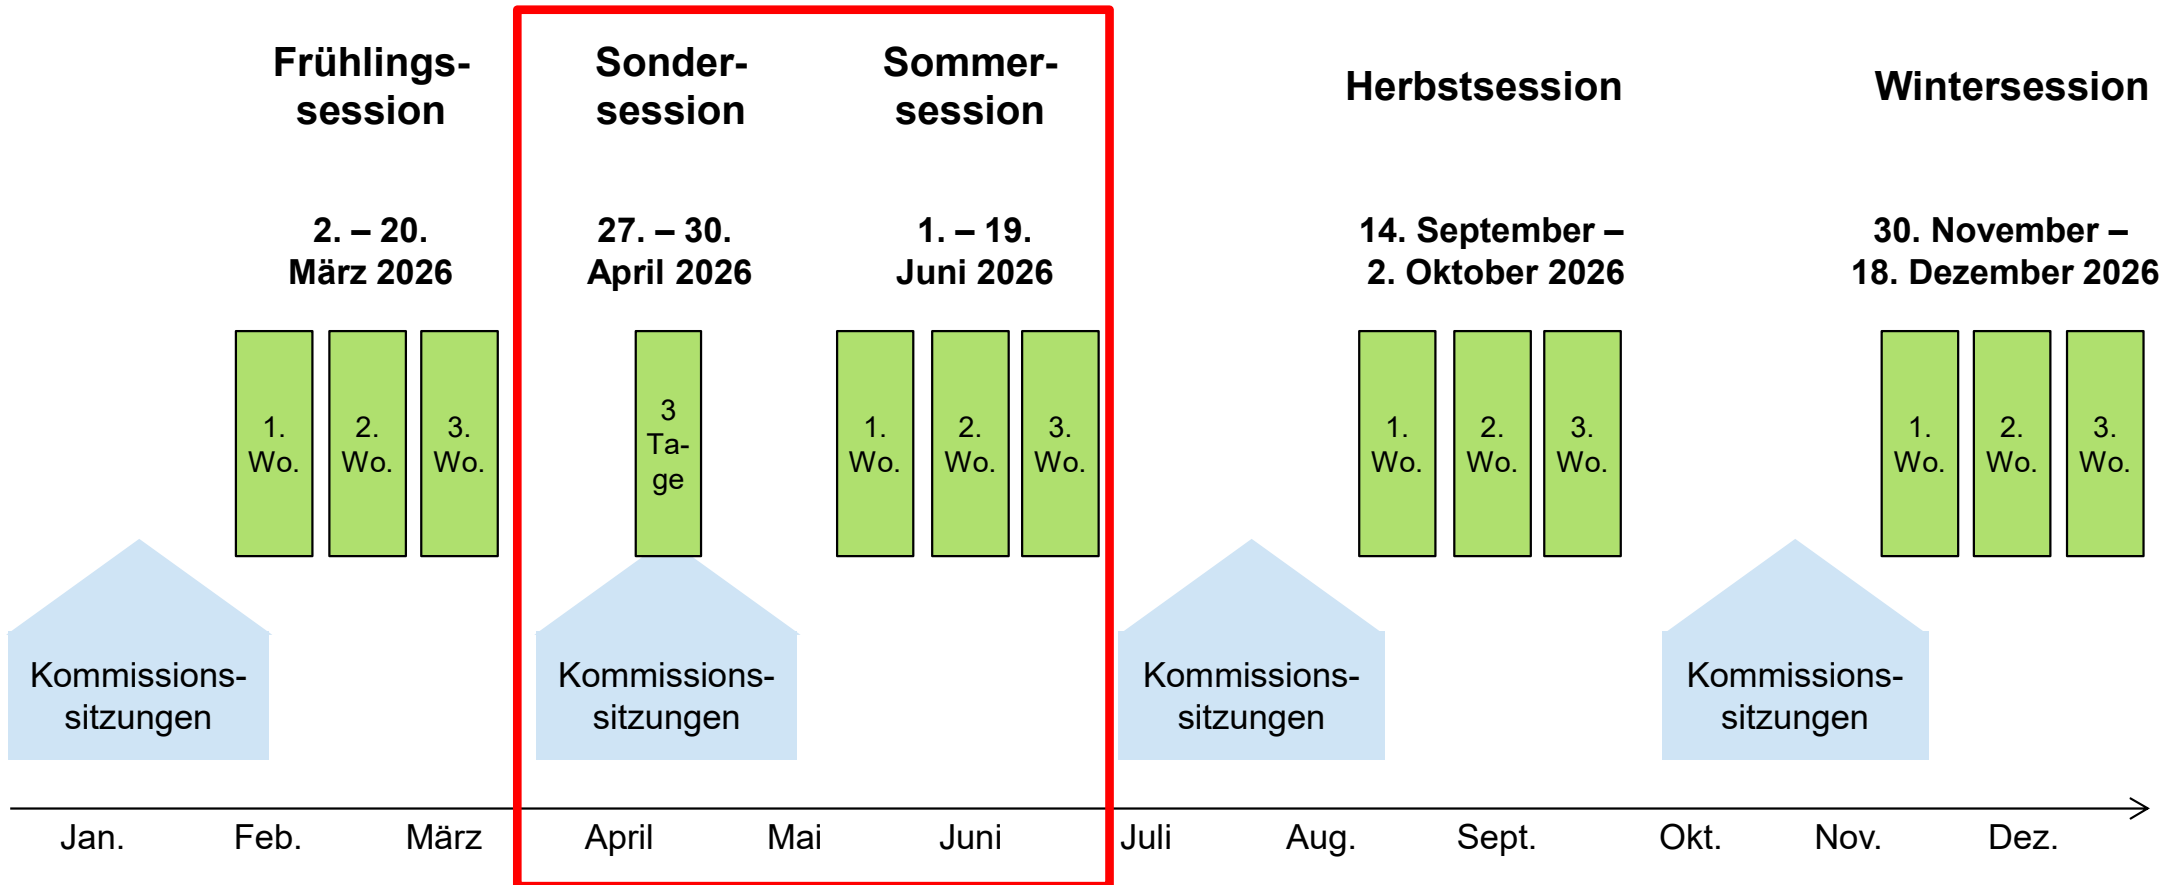 Frühlings-
session
Sonder-
session
Sommer-
session
Herbstsession
Wintersession
2. – 20.
März 2026
27. – 30.
April 2026
1. – 19.
Juni 2026
14. September –
2. Oktober 2026
30. November –
18. Dezember 2026
1.
Wo.
2.
Wo.
3.
Wo.
3
Ta-
ge
1.
Wo.
2.
Wo.
3.
Wo.
1.
Wo.
2.
Wo.
3.
Wo.
1.
Wo.
2.
Wo.
3.
Wo.
Kommissions-
sitzungen
Kommissions-
sitzungen
Kommissions-
sitzungen
Kommissions-
sitzungen
Jan. Feb. März April Mai Juni Juli Aug. Sept. Okt. Nov. Dez.